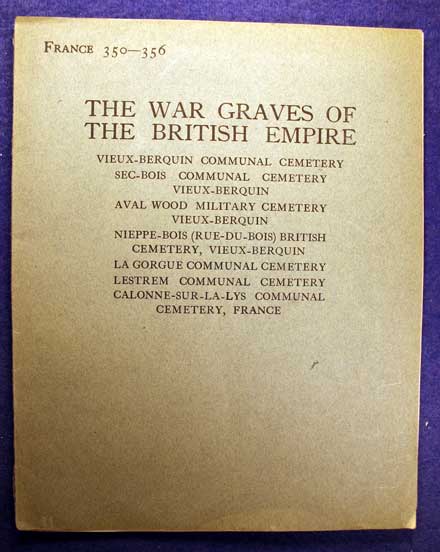 France 350—356
THE WAR GRAVES OF
THE BRITISH EMPIRE
VIEUX-BERQUIN COMMUNAL CEMETERY
SEC-BOIS COMMUNAL CEMETERY
VIEUX-BERQUIN
AVAL WOOD MILITARY CEMETERY
VIEUX-BERQUIN
NIEPPE-BOIS (RUE-DU-BOIS) BRITISH
CEMETERY, VIEUX-BERQUIN
LA GORGUE COMMUNAL CEMETERY
LESTREM COMMUNAL CEMETERY
CALONNE-SUR-LA-LYS COMMUNAL
CEMETERY, FRANCE